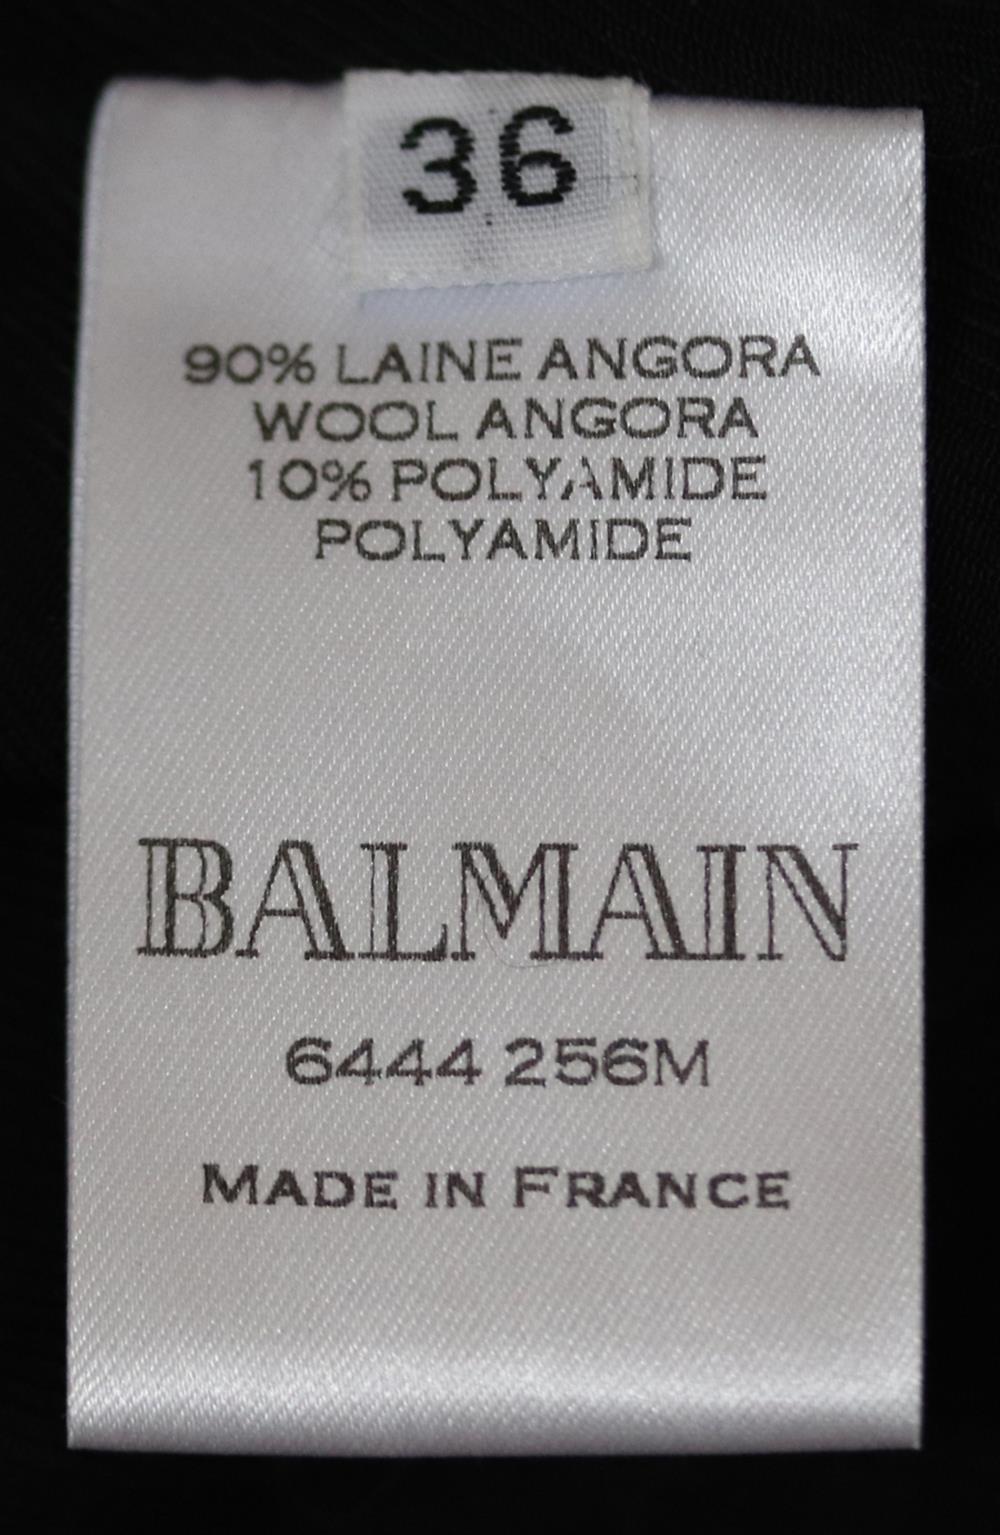 36
90% LAINE ANGORA
WOOL ANGORA
10% POLYAMIDE
POLYAMIDE
BALMAIN
6444 256M
MADE IN FRANCE